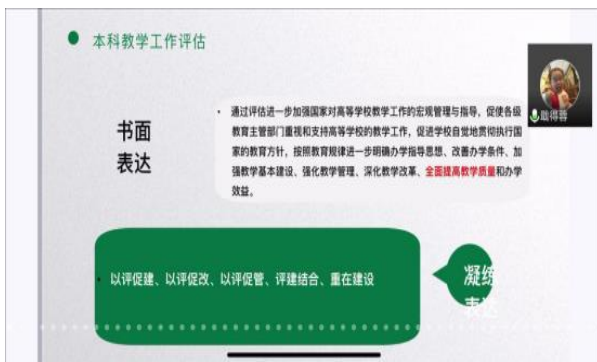 本科教学工作评估
书面
表达
• 通过评估进一步加强国家对高等学校教学工作的宏观管理与指导，促使各级
教育主管部门重视和支持高等学校的教学工作，促进学校自觉地贯彻执行国
家的教育方针，按照教育规律进一步明确办学指导思想、改善办学条件、加
强教学基本建设、强化教学管理、深化教学改革、全面提高教学质量和办学
效益。
• 以评促建、以评促改、以评促管、评建结合、重在建设
凝练
表达